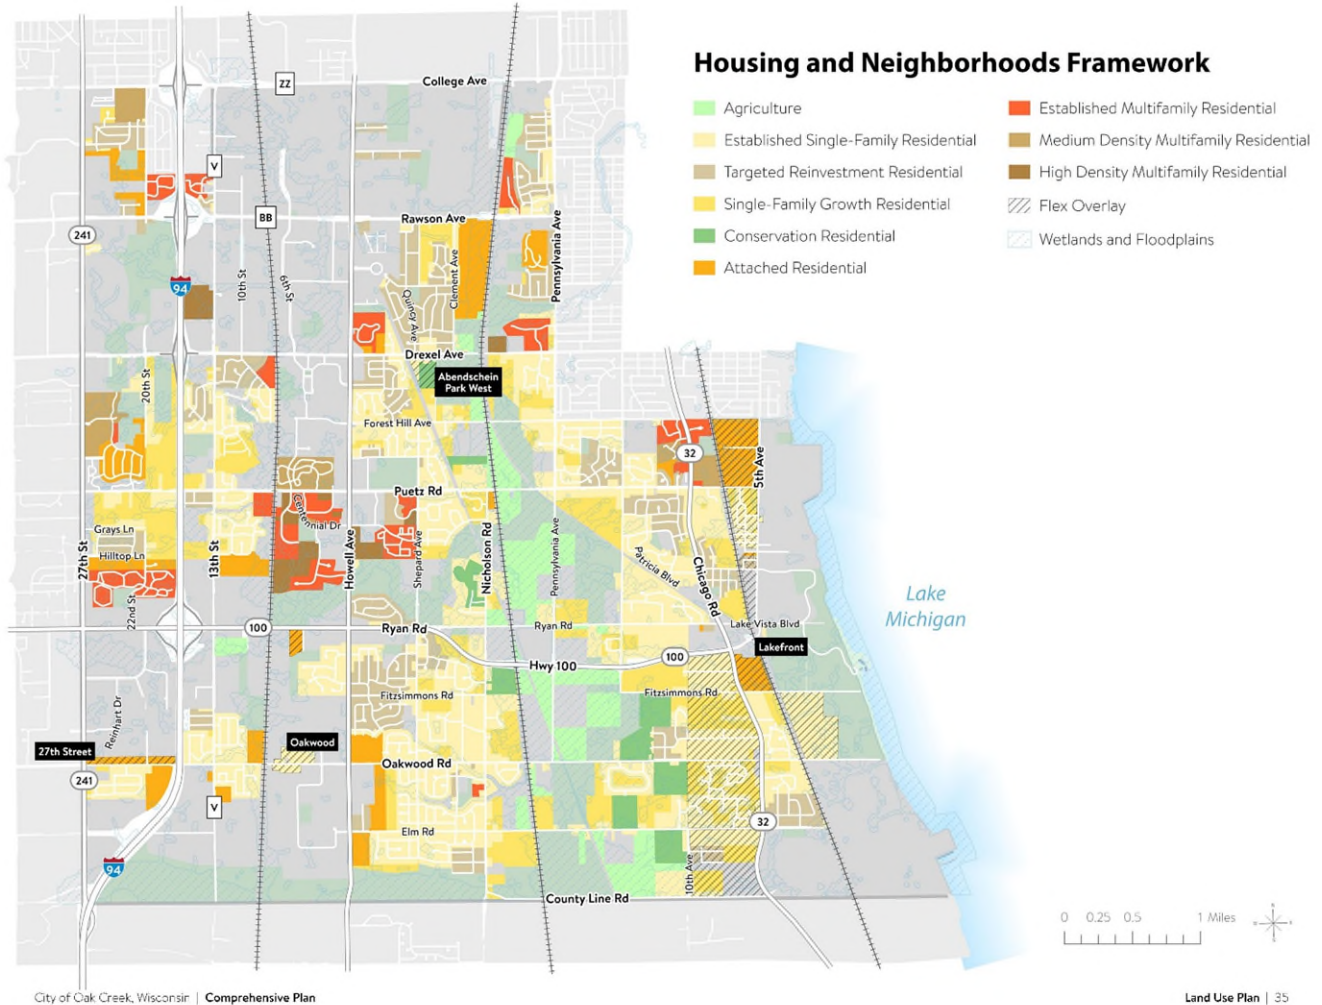 Housing and Neighborhoods Framework
Agriculture
Established Single-Family Residential
Targeted Reinvestment Residential
Single-Family Growth Residential
Conservation Residential
Attached Residential
Established Multifamily Residential
Medium Density Multifamily Residential
High Density Multifamily Residential
Flex Overlay
Wetlands and Floodplains
College Ave
ZZ
V
BB
Rawson Ave
241
94
10th St
6th St
Quincy Ave
Clement Ave
Pennsylvania Ave
Drexel Ave
Abendschein
Park West
20th St
Forest Hill Ave
32
5th Ave
Puetz Rd
Centennial Dr
Grays Ln
Hilltop Ln
27th St
13th St
Howell Ave
Shepard Ave
Nicholson Rd
Pennsylvania Ave
Patricia Blvd
Chicago Rd
Lake
Michigan
22nd St
100
Ryan Rd
Ryan Rd
Lake Vista Blvd
Lakefront
Hwy 100
100
Fitzsimmons Rd
Fitzsimmons Rd
Reinhart Dr
27th Street
Oakwood
Oakwood Rd
241
V
32
Elm Rd
94
10th Ave
County Line Rd
0 0.25 0.5 1 Miles
N
W E
S
City of Oak Creek, Wisconsin | Comprehensive Plan
Land Use Plan | 35